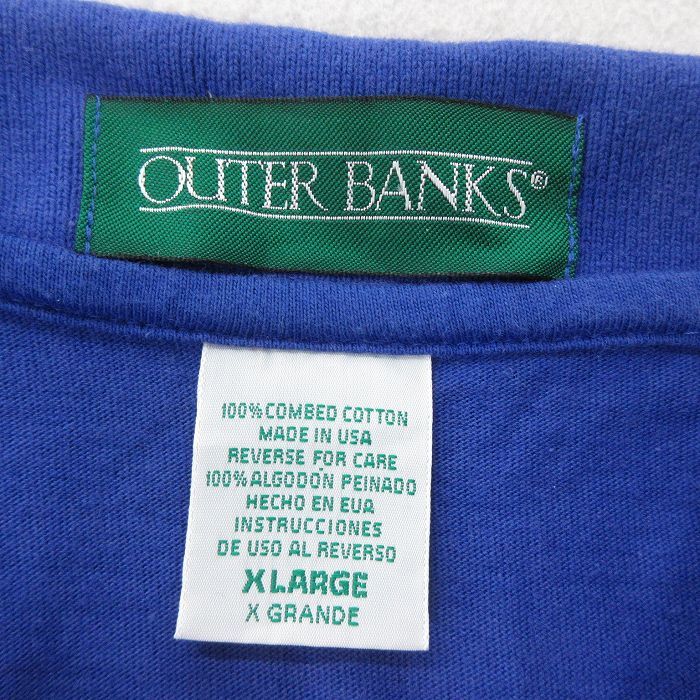 OUTER BANKS®
100% COMBED COTTON
MADE IN USA
REVERSE FOR CARE
100% ALGODÓN PEINADO
HECHO EN EUA
INSTRUCCIONES
DE USO AL REVERSO
XLARGE
X GRANDE